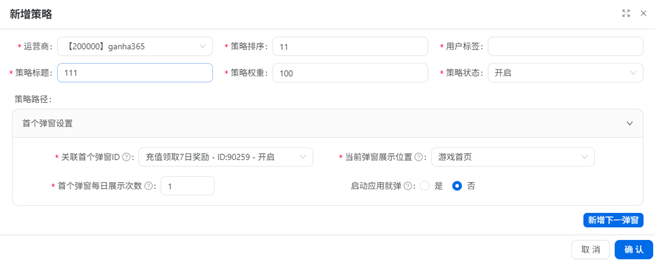 新增策略
* 运营商： 【200000】ganha365 * 策略排序： 11 * 用户标签：
* 策略标题： 111 * 策略权重： 100 * 策略状态： 开启
策略路径：
首个弹窗设置
* 关联首个弹窗ID ： 充值领取7日奖励 - ID:90259 - 开启 * 当前弹窗展示位置 ： 游戏首页
* 首个弹窗每日展示次数 ： 1 启动应用就弹 ： 是 否
新增下一弹窗
取 消 确 认